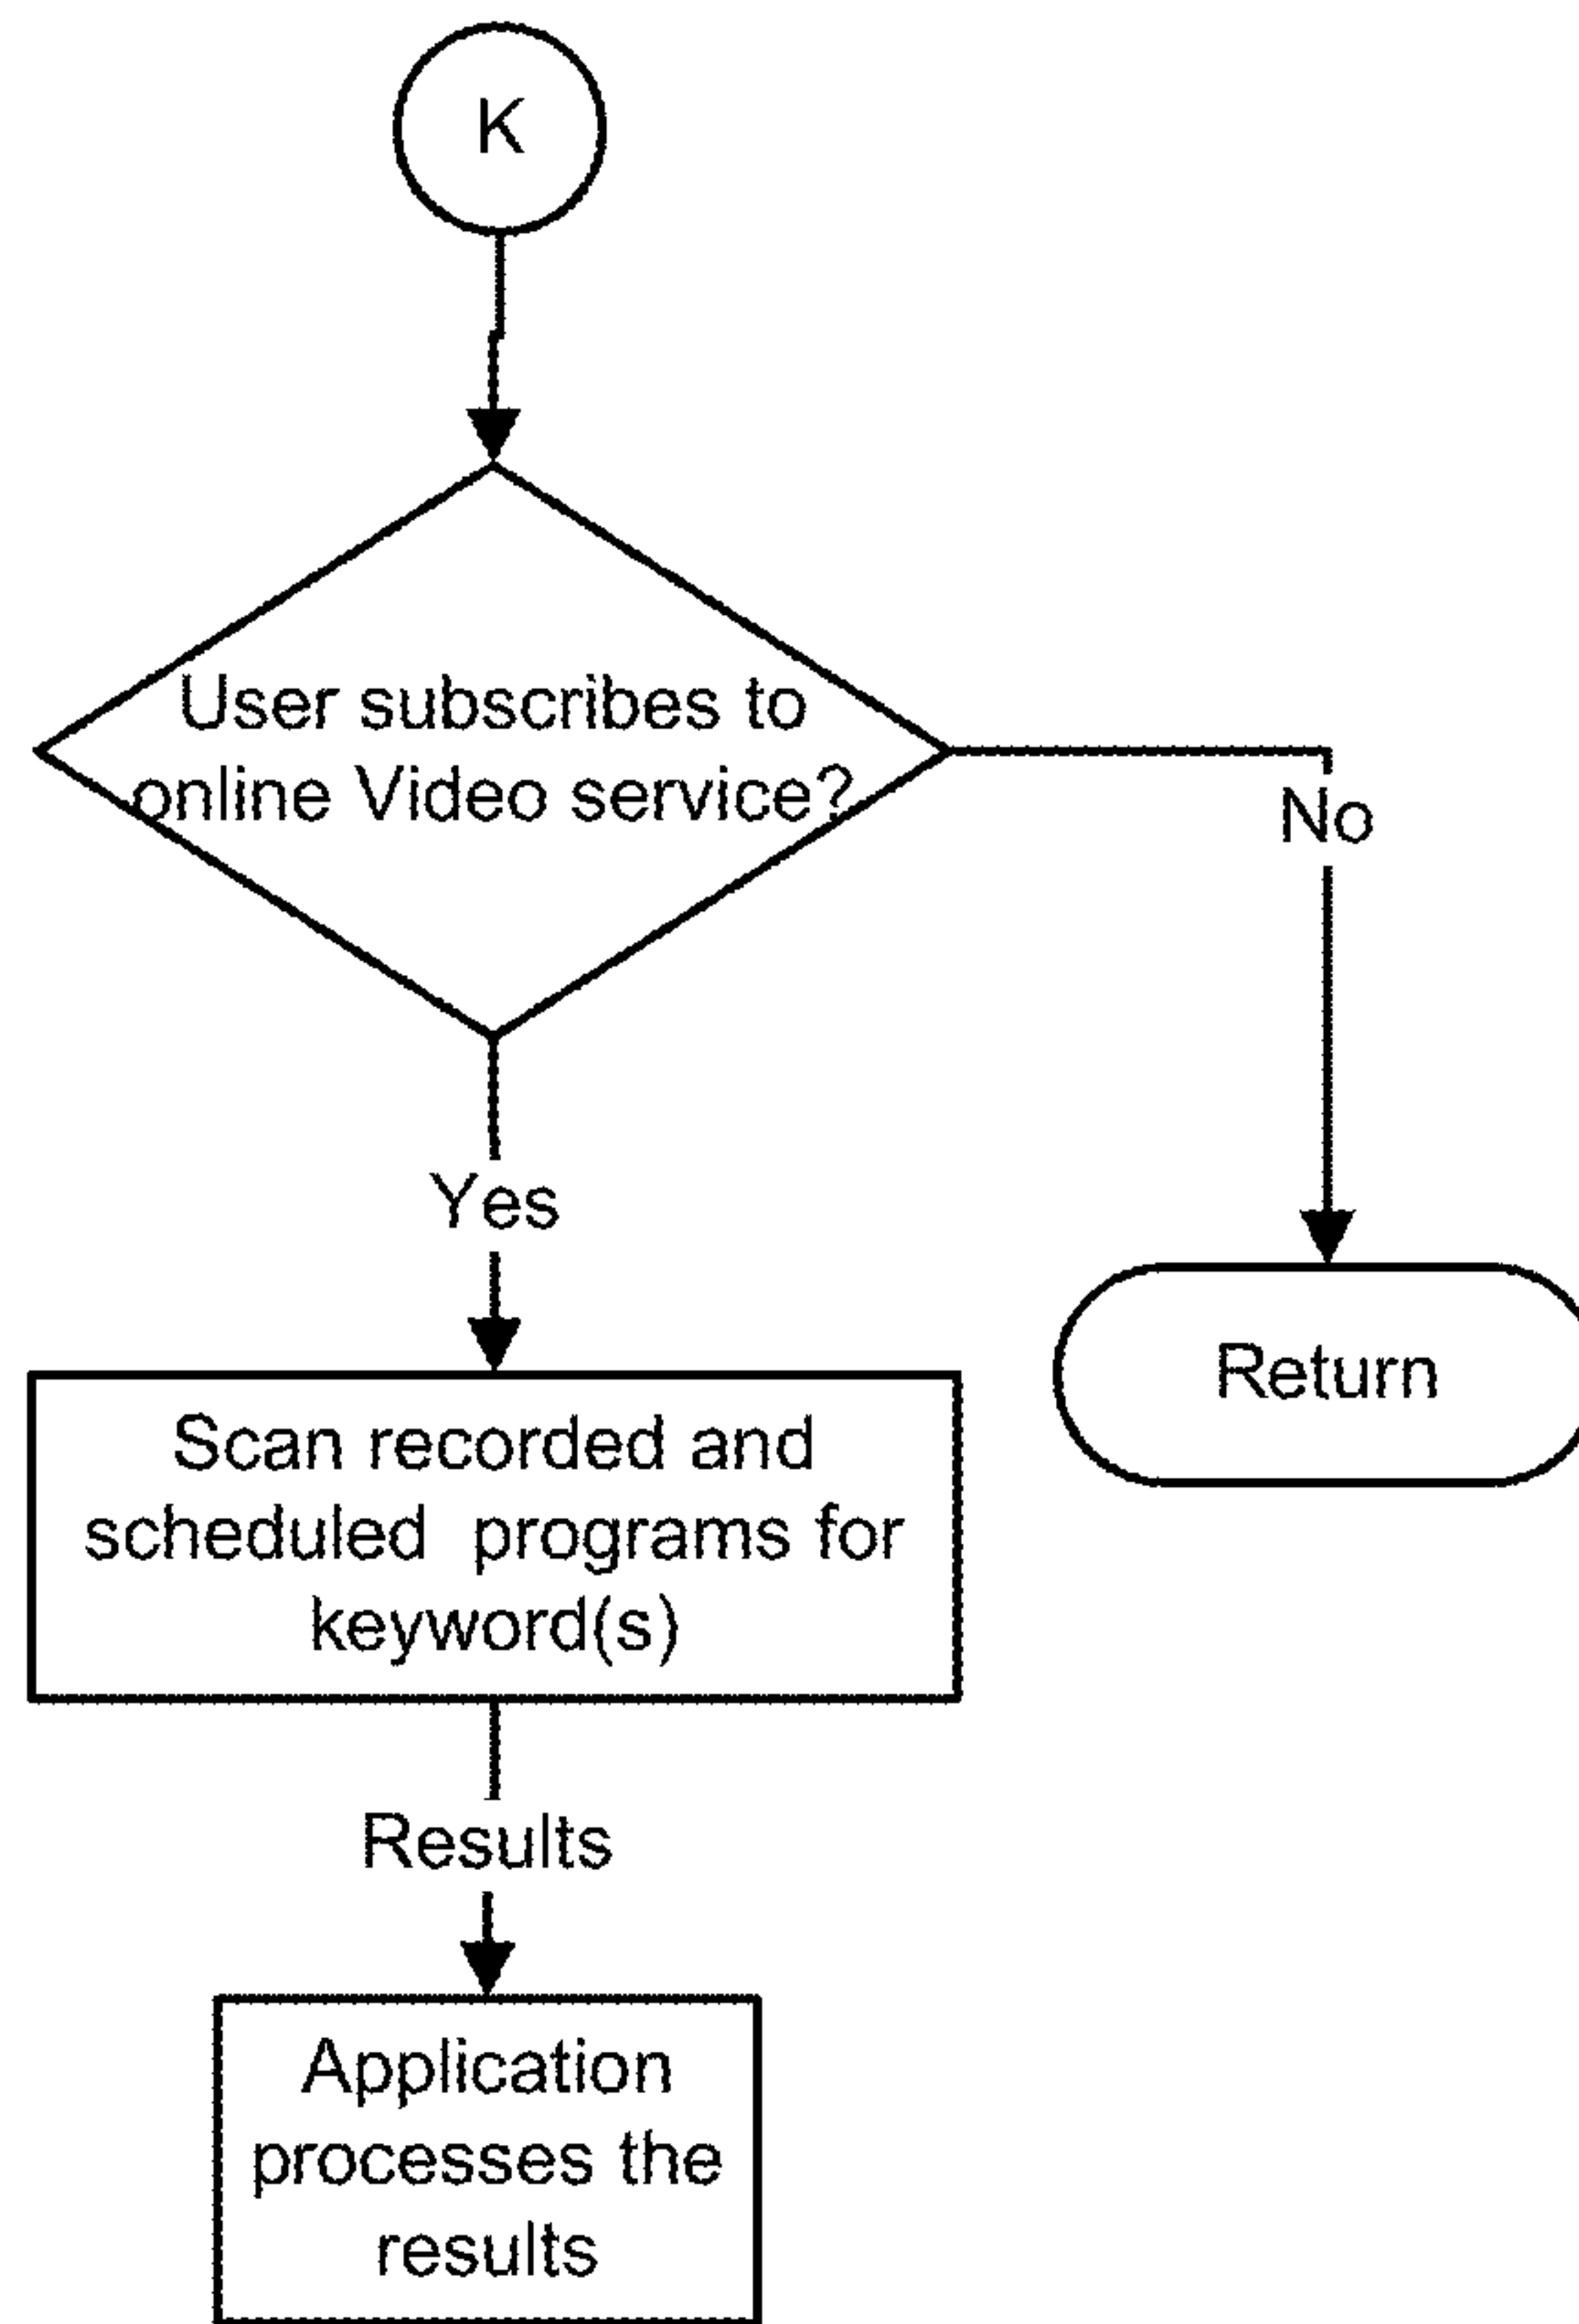 K
User subscribes to
online Video service?
No
Yes
Return
Scan recorded and
scheduled programs for
keyword(s)
Results
Application
processes the
results